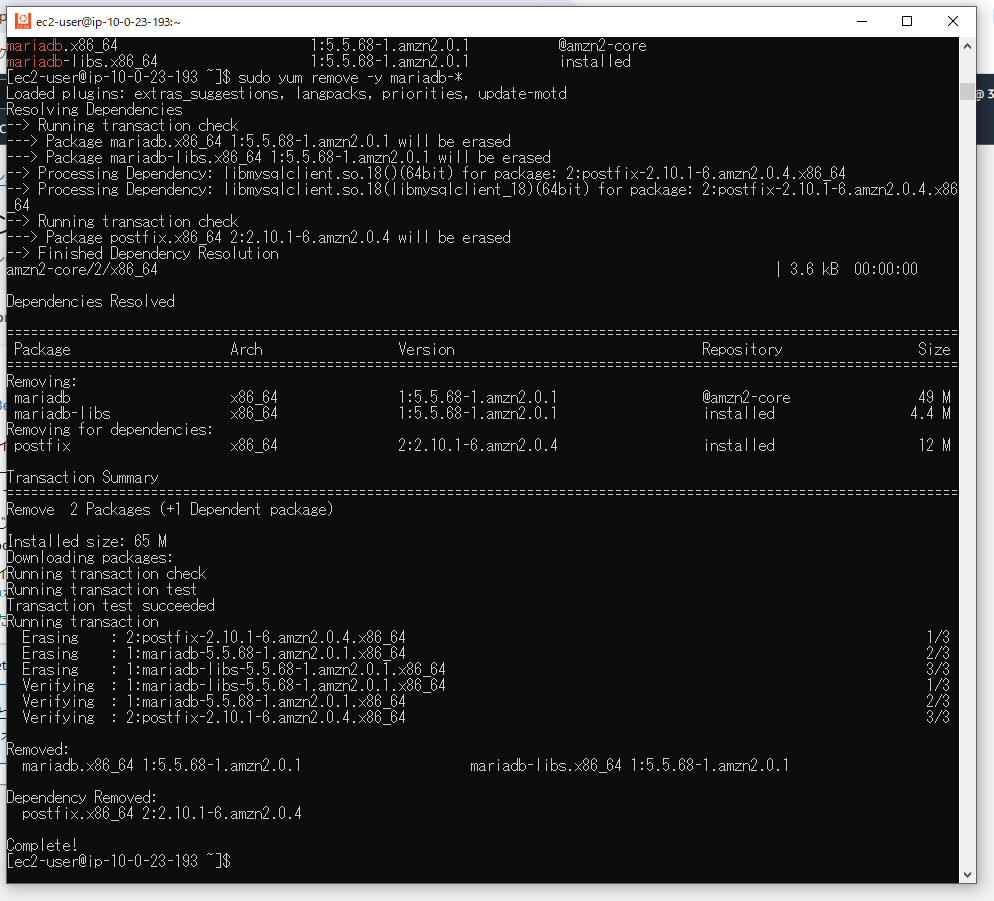 ec2-user@ip-10-0-23-193:~
mariadb.x86_64 1:5.5.68-1.amzn2.0.1 @amzn2-core
mariadb-libs.x86_64 1:5.5.68-1.amzn2.0.1 installed
[ec2-user@ip-10-0-23-193 ~]$ sudo yum remove -y mariadb-*
Loaded plugins: extras_suggestions, langpacks, priorities, update-motd
Resolving Dependencies
--> Running transaction check
---> Package mariadb.x86_64 1:5.5.68-1.amzn2.0.1 will be erased
---> Package mariadb-libs.x86_64 1:5.5.68-1.amzn2.0.1 will be erased
--> Processing Dependency: libmysqlclient.so.18()(64bit) for package: 2:postfix-2.10.1-6.amzn2.0.4.x86_64
--> Processing Dependency: libmysqlclient.so.18(libmysqlclient_18)(64bit) for package: 2:postfix-2.10.1-6.amzn2.0.4.x86
_64
--> Running transaction check
---> Package postfix.x86_64 2:2.10.1-6.amzn2.0.4 will be erased
--> Finished Dependency Resolution
amzn2-core/2/x86_64 | 3.6 kB 00:00:00
Dependencies Resolved
================================================================================
Package Arch Version Repository Size
================================================================================
Removing:
mariadb x86_64 1:5.5.68-1.amzn2.0.1 @amzn2-core 49 M
mariadb-libs x86_64 1:5.5.68-1.amzn2.0.1 installed 4.4 M
Removing for dependencies:
postfix x86_64 2:2.10.1-6.amzn2.0.4 installed 12 M
Transaction Summary
================================================================================
Remove 2 Packages (+1 Dependent package)
Installed size: 65 M
Downloading packages:
Running transaction check
Running transaction test
Transaction test succeeded
Running transaction
Erasing : 2:postfix-2.10.1-6.amzn2.0.4.x86_64 1/3
Erasing : 1:mariadb-5.5.68-1.amzn2.0.1.x86_64 2/3
Erasing : 1:mariadb-libs-5.5.68-1.amzn2.0.1.x86_64 3/3
Verifying : 1:mariadb-libs-5.5.68-1.amzn2.0.1.x86_64 1/3
Verifying : 1:mariadb-5.5.68-1.amzn2.0.1.x86_64 2/3
Verifying : 2:postfix-2.10.1-6.amzn2.0.4.x86_64 3/3
Removed:
mariadb.x86_64 1:5.5.68-1.amzn2.0.1 mariadb-libs.x86_64 1:5.5.68-1.amzn2.0.1
Dependency Removed:
postfix.x86_64 2:2.10.1-6.amzn2.0.4
Complete!
[ec2-user@ip-10-0-23-193 ~]$